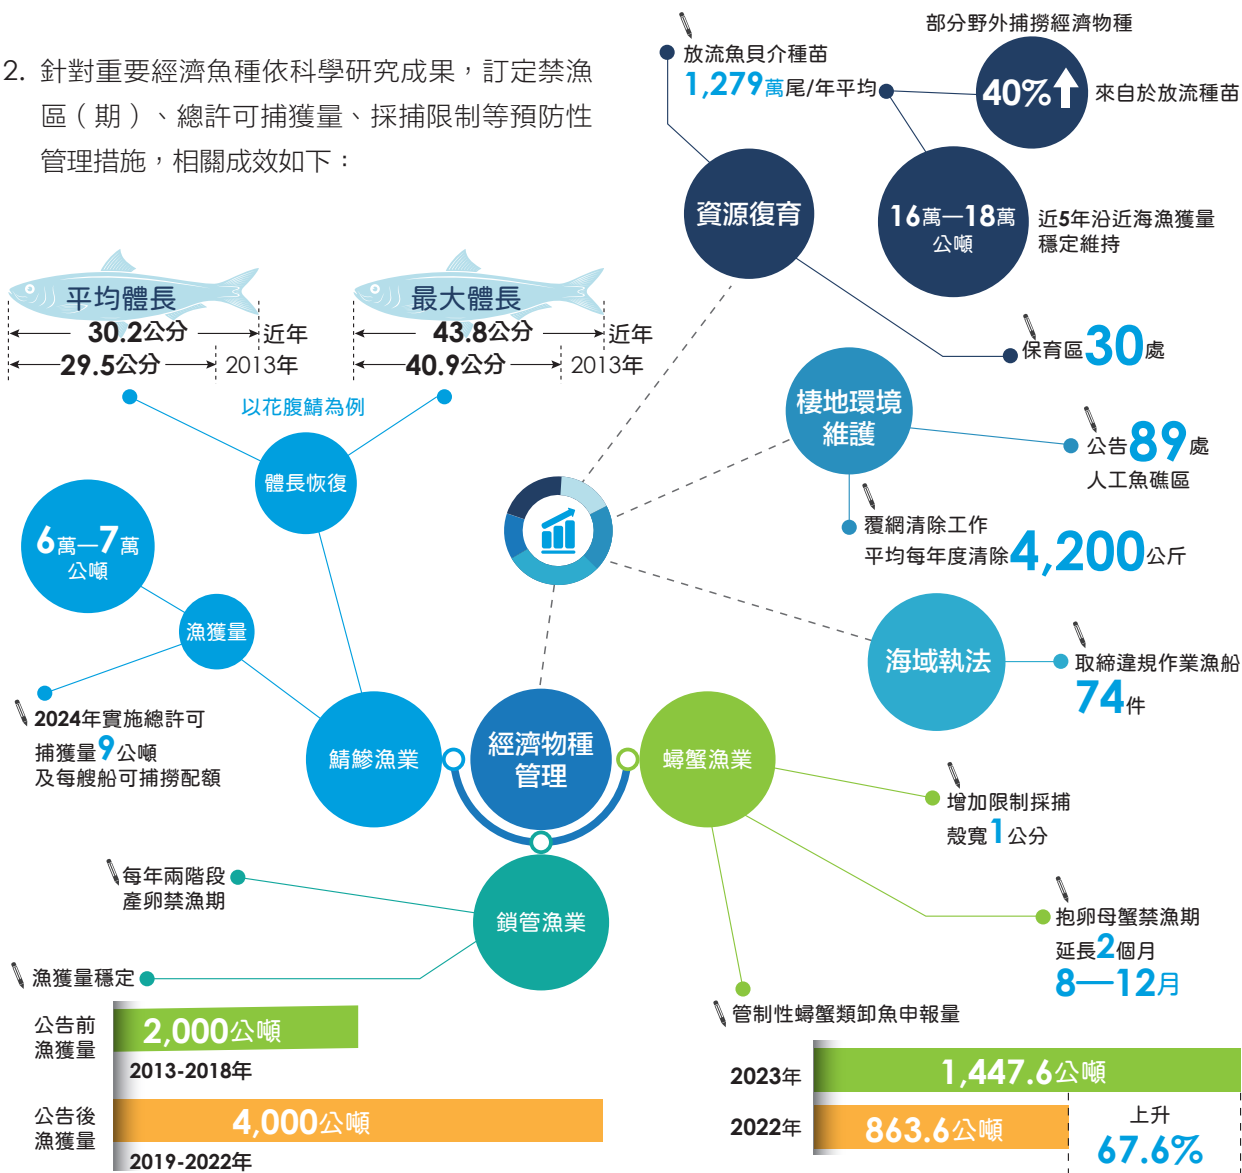 2. 針對重要經濟魚種依科學研究成果，訂定禁漁
區（期）、總許可捕獲量、採捕限制等預防性
管理措施，相關成效如下：
放流魚貝介種苗
1,279萬尾/年平均
部分野外捕撈經濟物種
40%
來自於放流種苗
資源復育
16萬—18萬
公噸
近5年沿近海漁獲量
穩定維持
保育區30處
平均體長
30.2公分
近年
29.5公分
2013年
最大體長
43.8公分
近年
40.9公分
2013年
以花腹鯖為例
體長恢復
棲地環境
維護
公告89處
人工魚礁區
覆網清除工作
平均每年度清除4,200公斤
6萬—7萬
公噸
漁獲量
2024年實施總許可
捕獲量9公噸
及每艘船可捕撈配額
海域執法
取締違規作業漁船
74件
鯖鰺漁業
經濟物種
管理
蟳蟹漁業
增加限制採捕
殼寬1公分
抱卵母蟹禁漁期
延長2個月
8—12月
每年兩階段
產卵禁漁期
鎖管漁業
漁獲量穩定
公告前
漁獲量
2,000公噸
2013-2018年
公告後
漁獲量
4,000公噸
2019-2022年
管制性蟳蟹類卸魚申報量
2023年
1,447.6公噸
2022年
863.6公噸
上升
67.6%